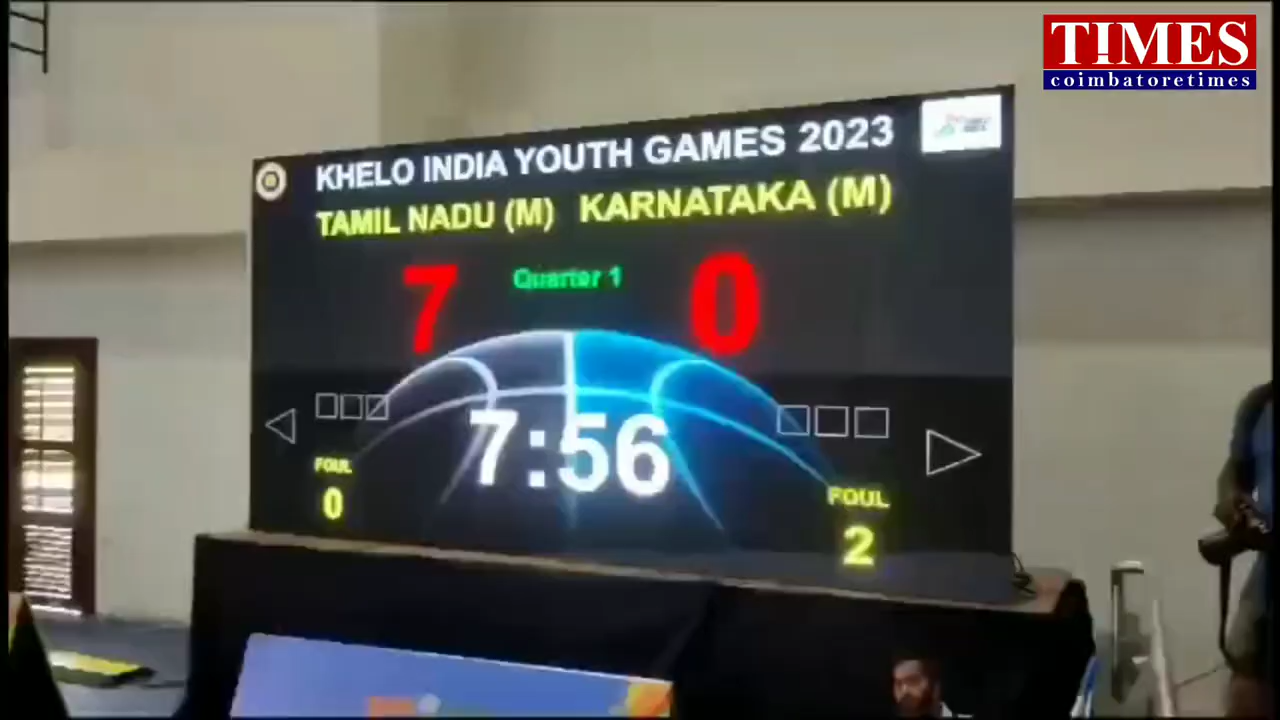 TIMES
coimbatoretimes
KHELO INDIA YOUTH GAMES 2023
TAMIL NADU (M) KARNATAKA (M)
7 Quarter 1 0
7:56
FOUL
0
FOUL
2